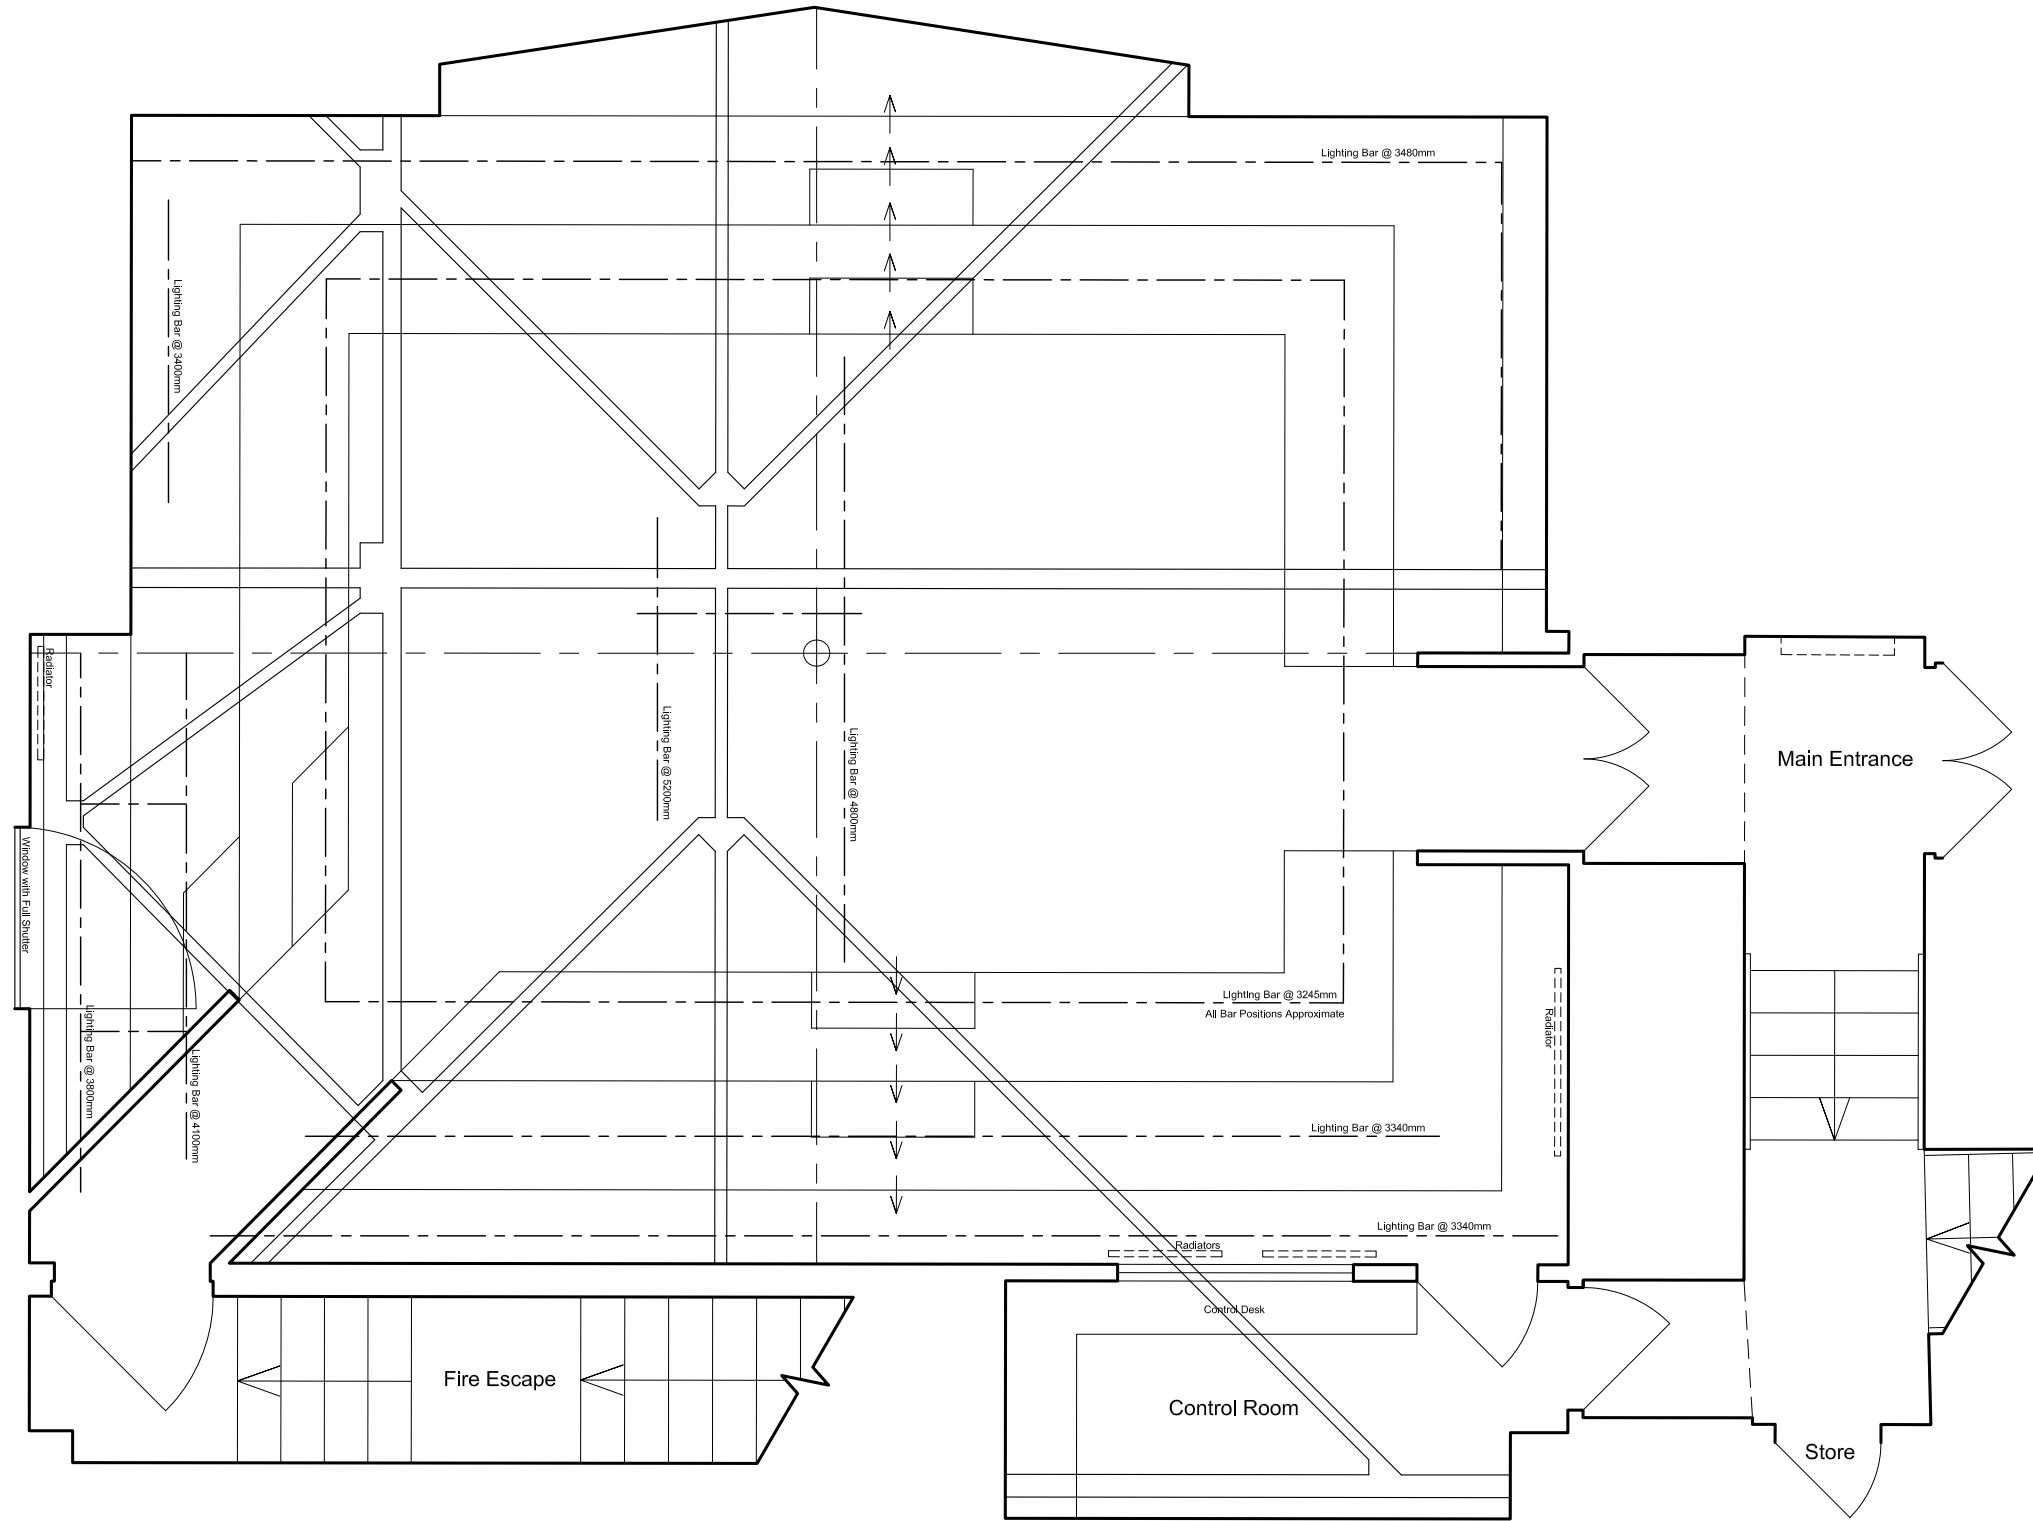 Lighting Bar @ 3480mm
Lighting Bar @ 3400mm
Radiator
Lighting Bar @ 5200mm
Lighting Bar @ 4800mm
Main Entrance
Window with Full Shutter
Lighting Bar @ 3245mm
All Bar Positions Approximate
Radiator
Lighting Bar @ 3800mm
Lighting Bar @ 4100mm
Lighting Bar @ 3340mm
Lighting Bar @ 3340mm
Radiators
Control Desk
Fire Escape
Control Room
Store